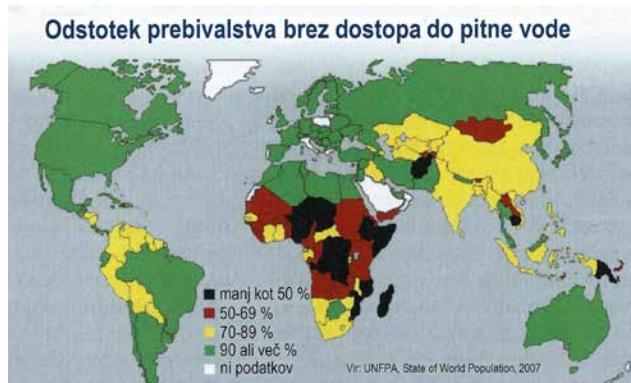 Odstotek prebivalstva brez dostopa do pitne vode
manj kot 50 %
50-69 %
70-89 %
90 ali več %
ni podatkov
Vir: UNFPA, State of World Population, 2007